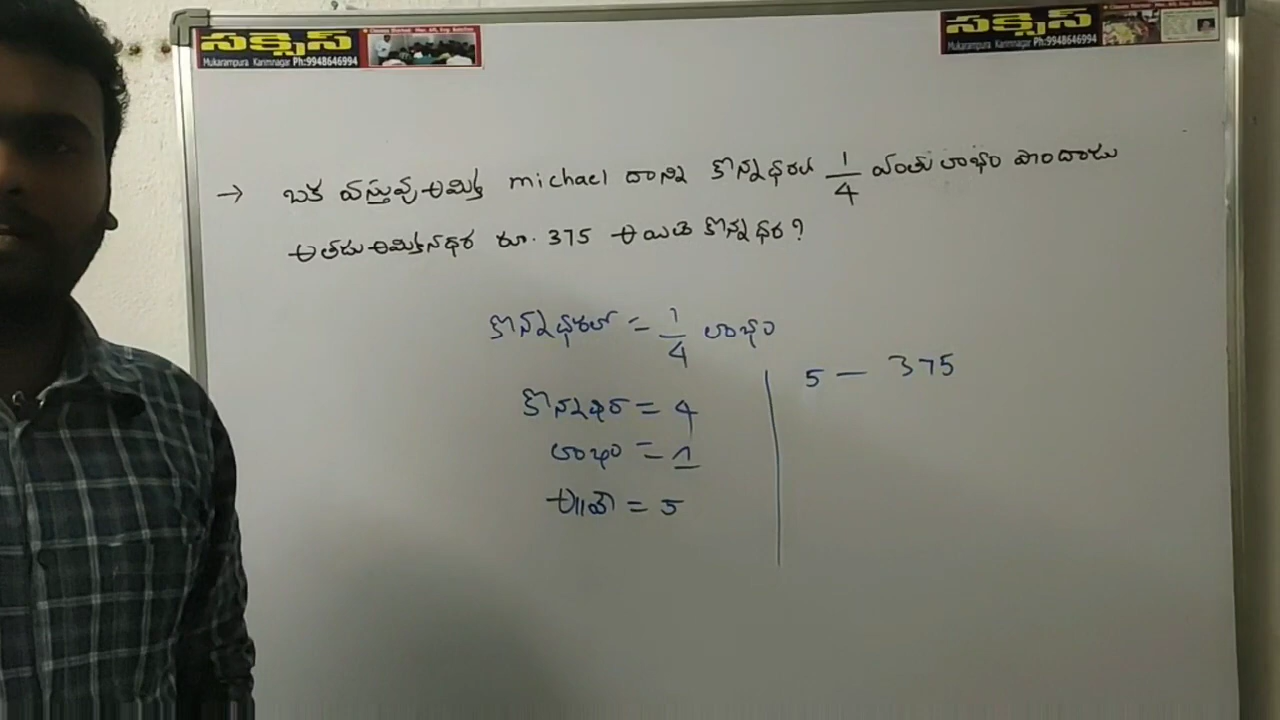 సక్సెస్
Mukarampura Karimnagar Ph:9948646994
సక్సెస్
Mukarampura Karimnagar Ph:9948646994
→ ఒక వస్తువు అమ్మి michael దాని కొన్నధరలో 1/4 వంతు లాభం పొందాడు
అతడు అమ్మినధర రూ. 375 అయితె కొన్నధర?
కొన్నధరలో = 1/4 లాభం
కొన్నధర = 4
లాభం = 1
అ॥వె = 5
5 — 375